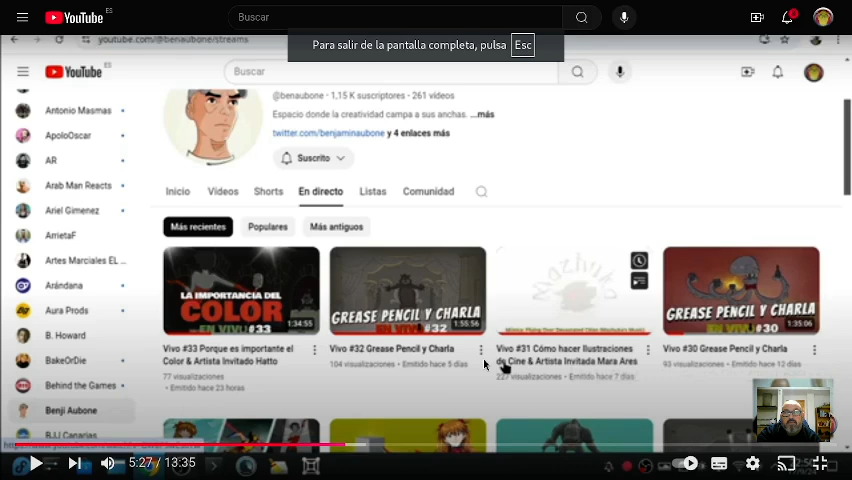 YouTube ES
Buscar
8
youtube.com/@benaubone/streams
Para salir de la pantalla completa, pulsa Esc
YouTube ES
Buscar
@benaubone · 1,15 K suscriptores · 261 vídeos
Espacio donde la creatividad campa a sus anchas. ...más
twitter.com/benjaminaubone y 4 enlaces más
Suscrito
Inicio Vídeos Shorts En directo Listas Comunidad
Más recientes Populares Más antiguos
Antonio Masmas
ApoloOscar
AR
Arab Man Reacts
Ariel Gimenez
ArrietaF
Artes Marciales EL ...
Arándana
Aura Prods
B. Howard
BakeOrDie
Behind the Games
Benji Aubone
BJJ Canarias
LA IMPORTANCIA DEL
COLOR
EN VIVO #33
1:34:55
Vivo #33 Porque es importante el
Color & Artista Invitado Hatto
77 visualizaciones
• Emitido hace 23 horas
GREASE PENCIL Y CHARLA
EN VIVO #32
1:55:56
Vivo #32 Grease Pencil y Charla
104 visualizaciones • Emitido hace 5 días
Vivo #31 Cómo hacer Ilustraciones
de Cine & Artista Invitada Mara Ares
227 visualizaciones • Emitido hace 7 días
GREASE PENCIL Y CHARLA
EN VIVO #30
1:35:06
Vivo #30 Grease Pencil y Charla
93 visualizaciones • Emitido hace 12 días
5:27 / 13:35